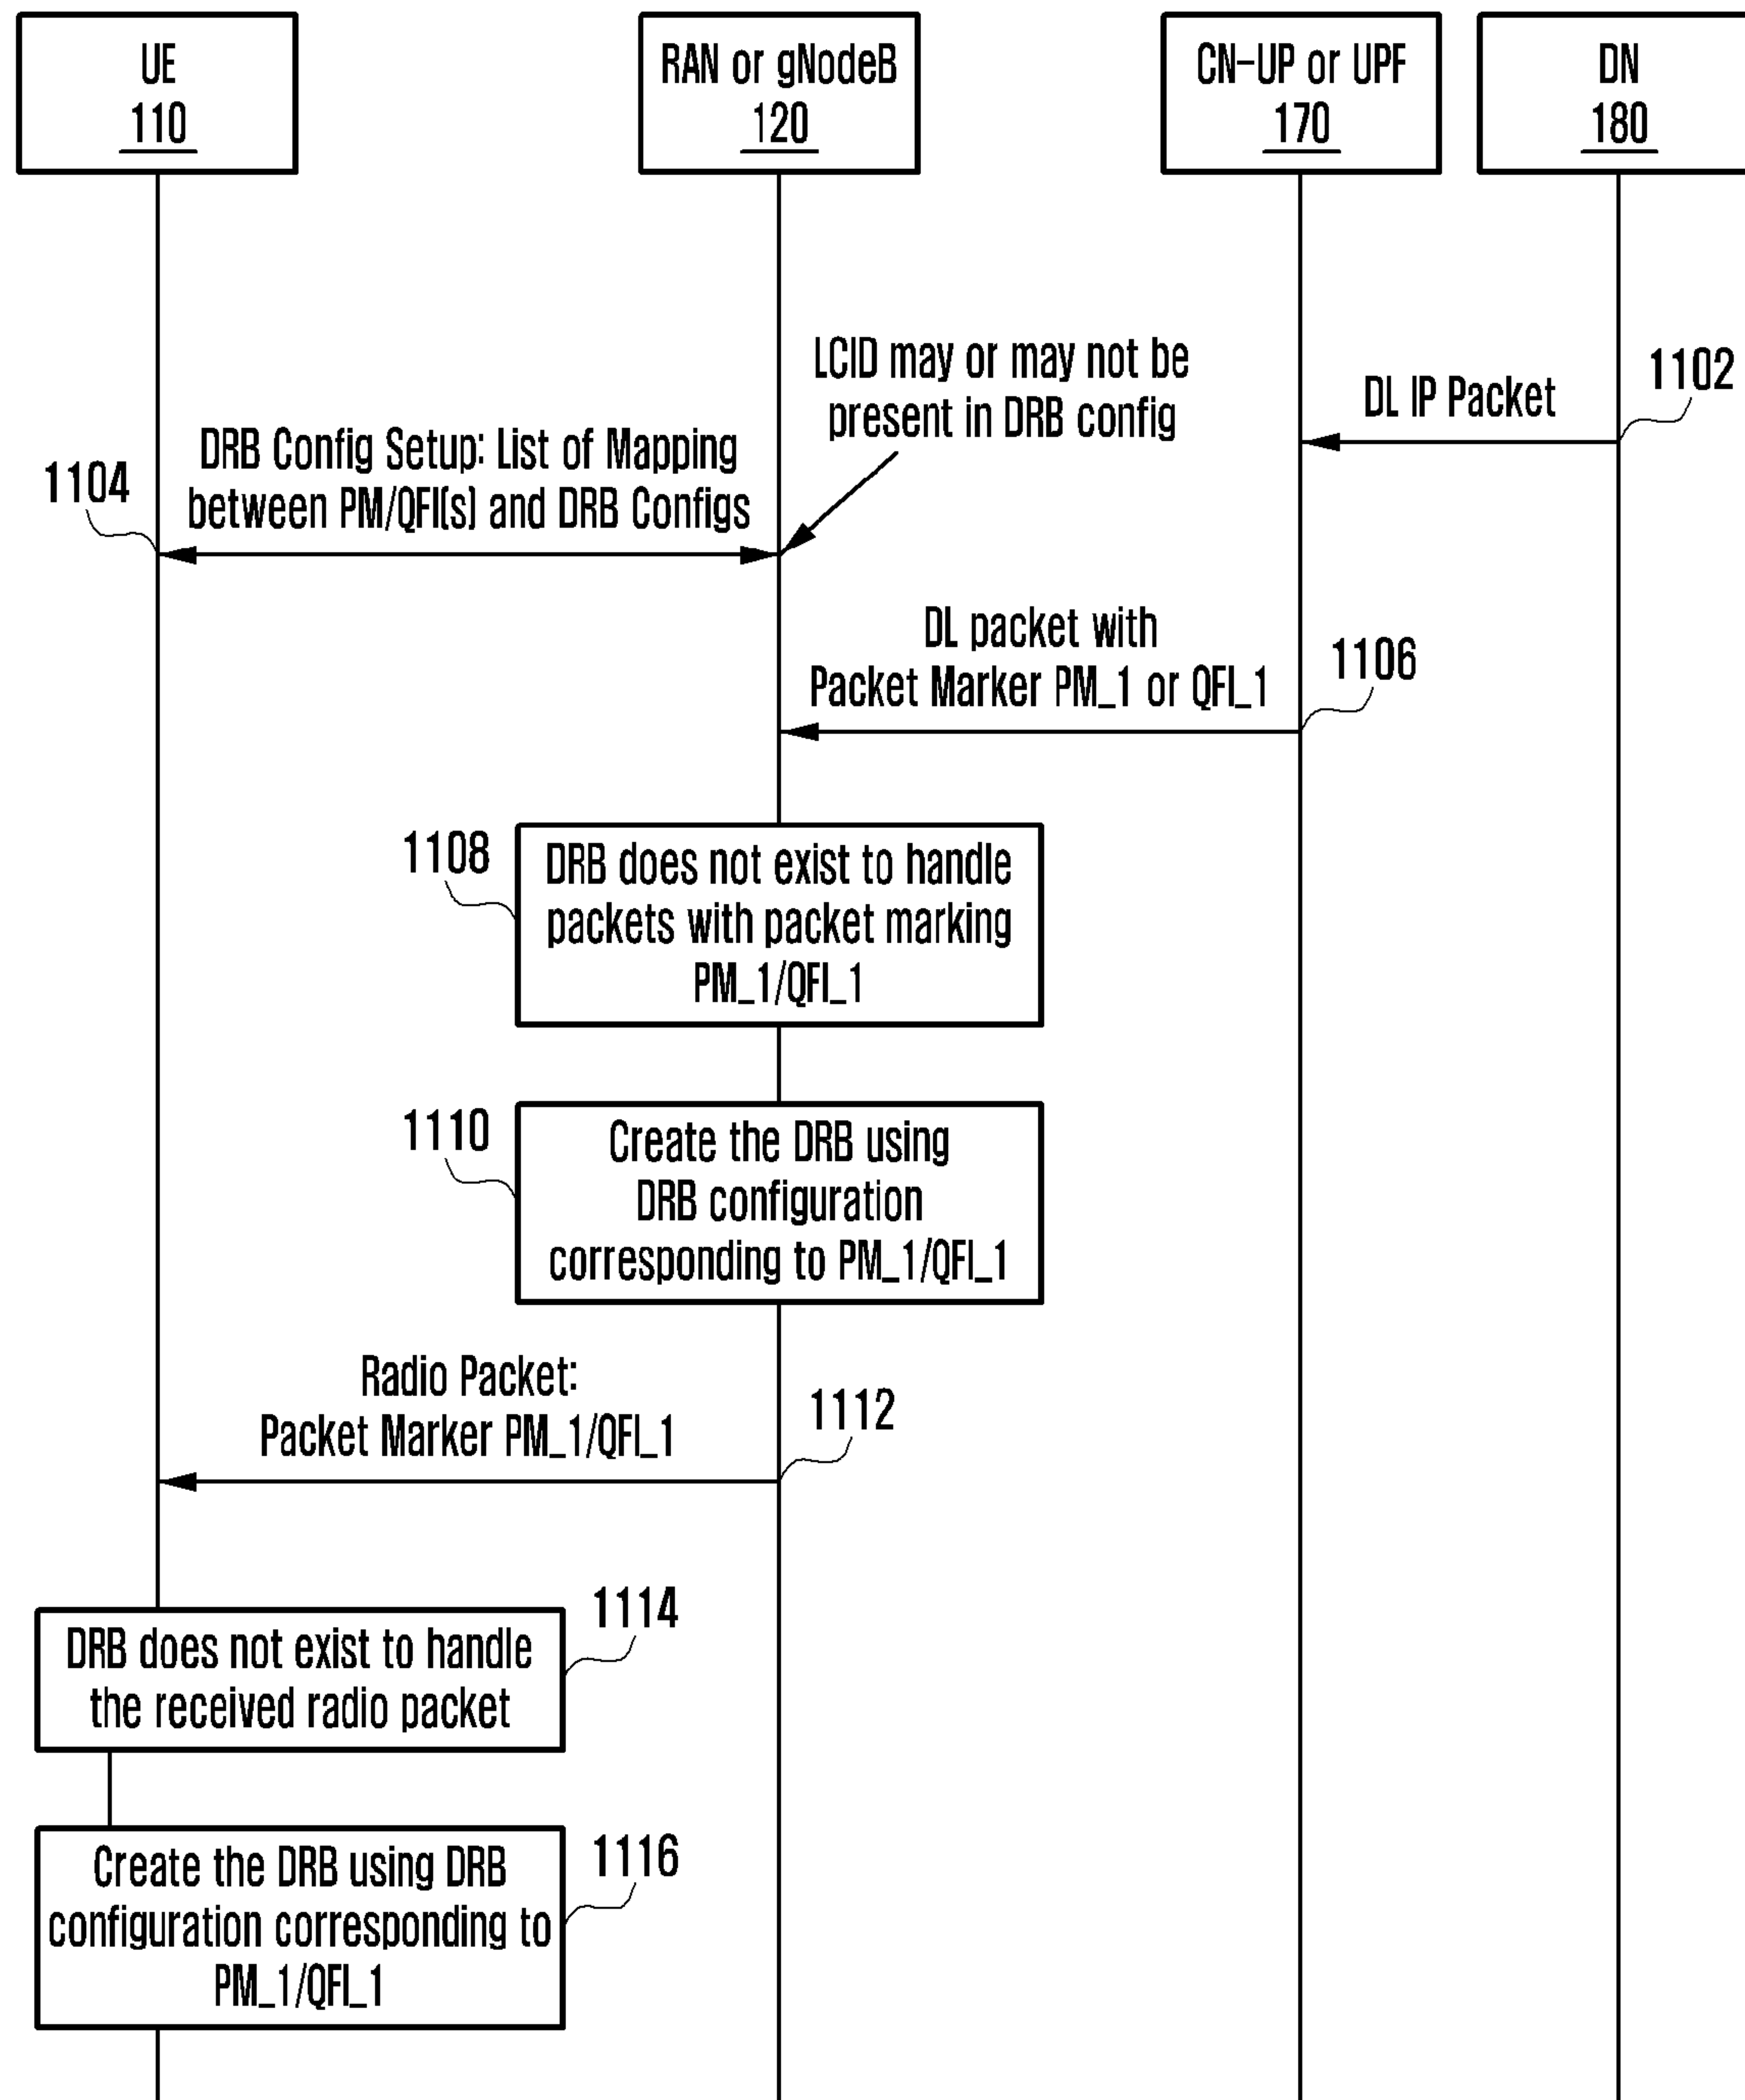 UE
110
RAN or gNodeB
120
CN-UP or UPF
170
DN
180
LCID may or may not be
present in DRB config
DL IP Packet
1102
DRB Config Setup: List of Mapping
between PM/QFI(s) and DRB Configs
1104
DL packet with
Packet Marker PM_1 or QFI_1
1106
1108
DRB does not exist to handle
packets with packet marking
PM_1/QFI_1
1110
Create the DRB using
DRB configuration
corresponding to PM_1/QFI_1
Radio Packet:
Packet Marker PM_1/QFI_1
1112
DRB does not exist to handle
the received radio packet
1114
Create the DRB using DRB
configuration corresponding to
PM_1/QFI_1
1116